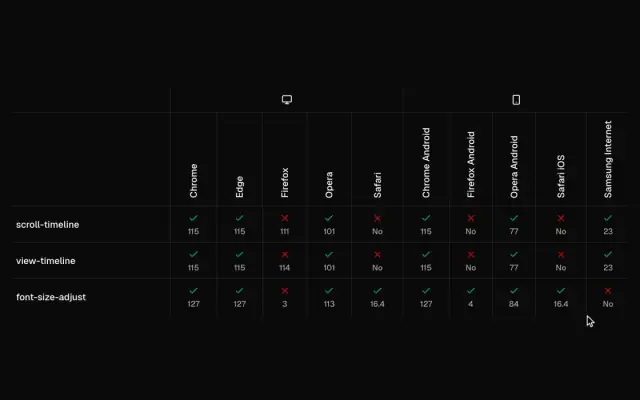 Chrome Edge Firefox Opera Safari Chrome Android Firefox Android Opera Android Safari iOS Samsung Internet
scroll-timeline 115 115 111 101 No 115 No 77 No 23
view-timeline 115 115 114 101 No 115 No 77 No 23
font-size-adjust 127 127 3 113 16.4 127 4 84 16.4 No